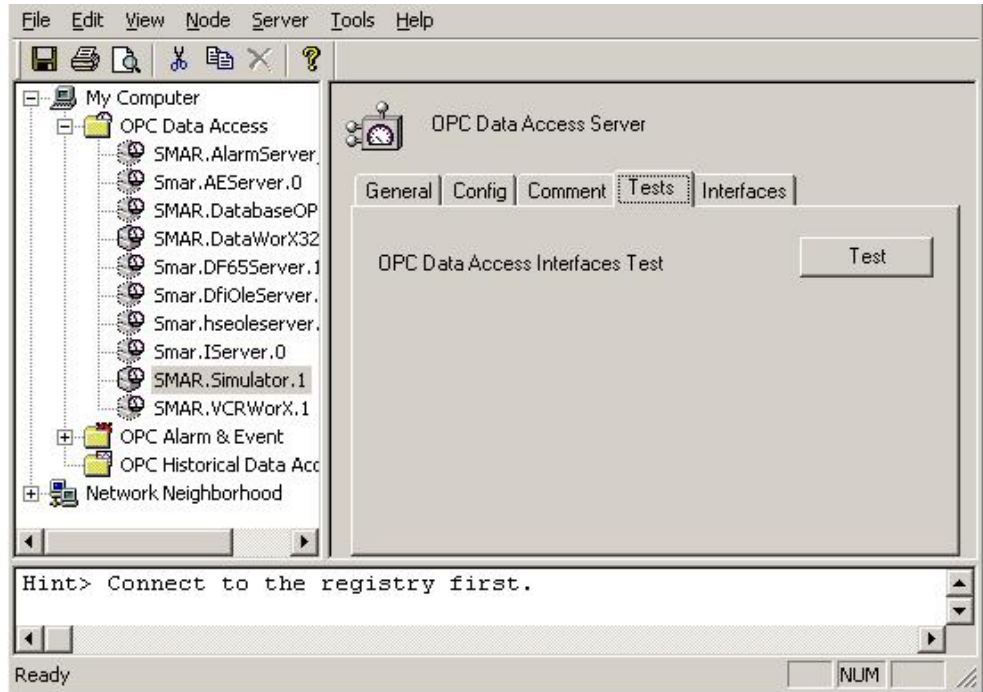 File Edit View Node Server Tools Help
My Computer
OPC Data Access
SMAR.AlarmServer
Smar.AEServer.0
SMAR.DatabaseOP
SMAR.DataWorX32
Smar.DF65Server.1
Smar.DfiOleServer.
Smar.hseoleserver.
Smar.IServer.0
SMAR.Simulator.1
SMAR.VCRWorX.1
OPC Alarm & Event
OPC Historical Data Acc
Network Neighborhood
OPC Data Access Server
General Config Comment Tests Interfaces
OPC Data Access Interfaces Test
Test
Hint> Connect to the registry first.
Ready
NUM